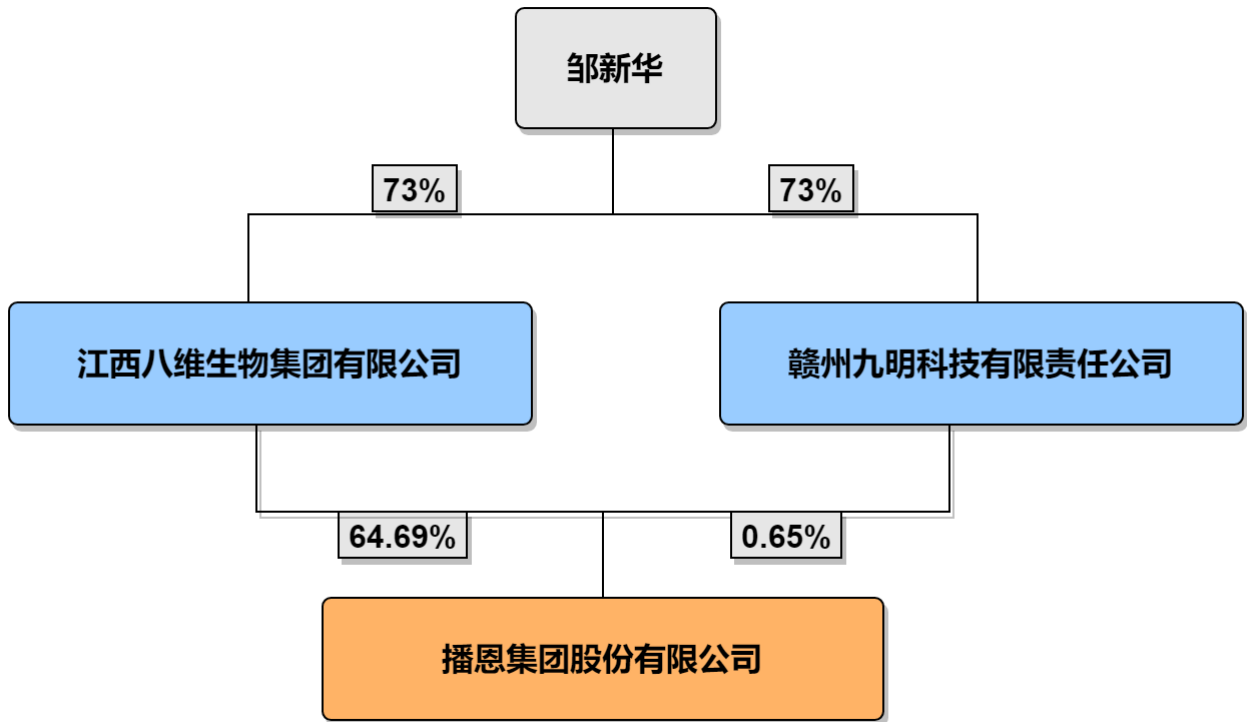 邹新华
73%
73%
江西八维生物集团有限公司
赣州九明科技有限责任公司
64.69%
0.65%
播恩集团股份有限公司